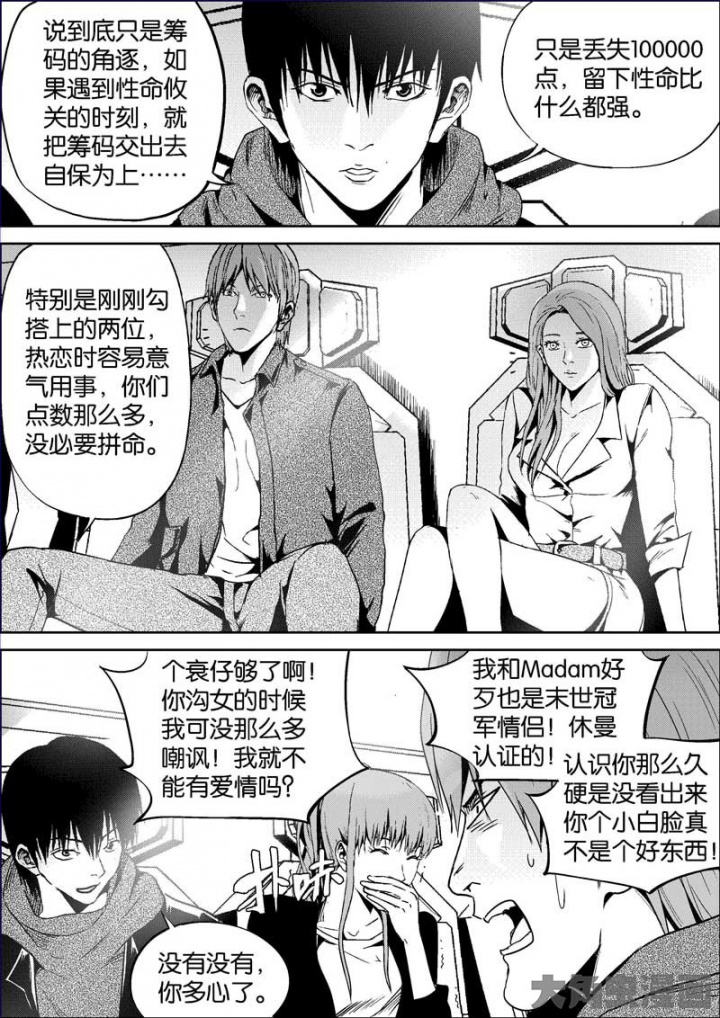 说到底只是筹
码的角逐，如
果遇到性命攸
关的时刻，就
把筹码交出去
自保为上……
只是丢失100000
点，留下性命比
什么都强。
特别是刚刚勾
搭上的两位，
热恋时容易意
气用事，你们
点数那么多，
没必要拼命。
个衰仔够了啊！
你沟女的时候
我可没那么多
嘲讽！我就不
能有爱情吗？
我和Madam好
歹也是末世冠
军情侣！休曼
认证的！
认识你那么久
硬是没看出来
你个小白脸真
不是个好东西！
没有没有，
你多心了。